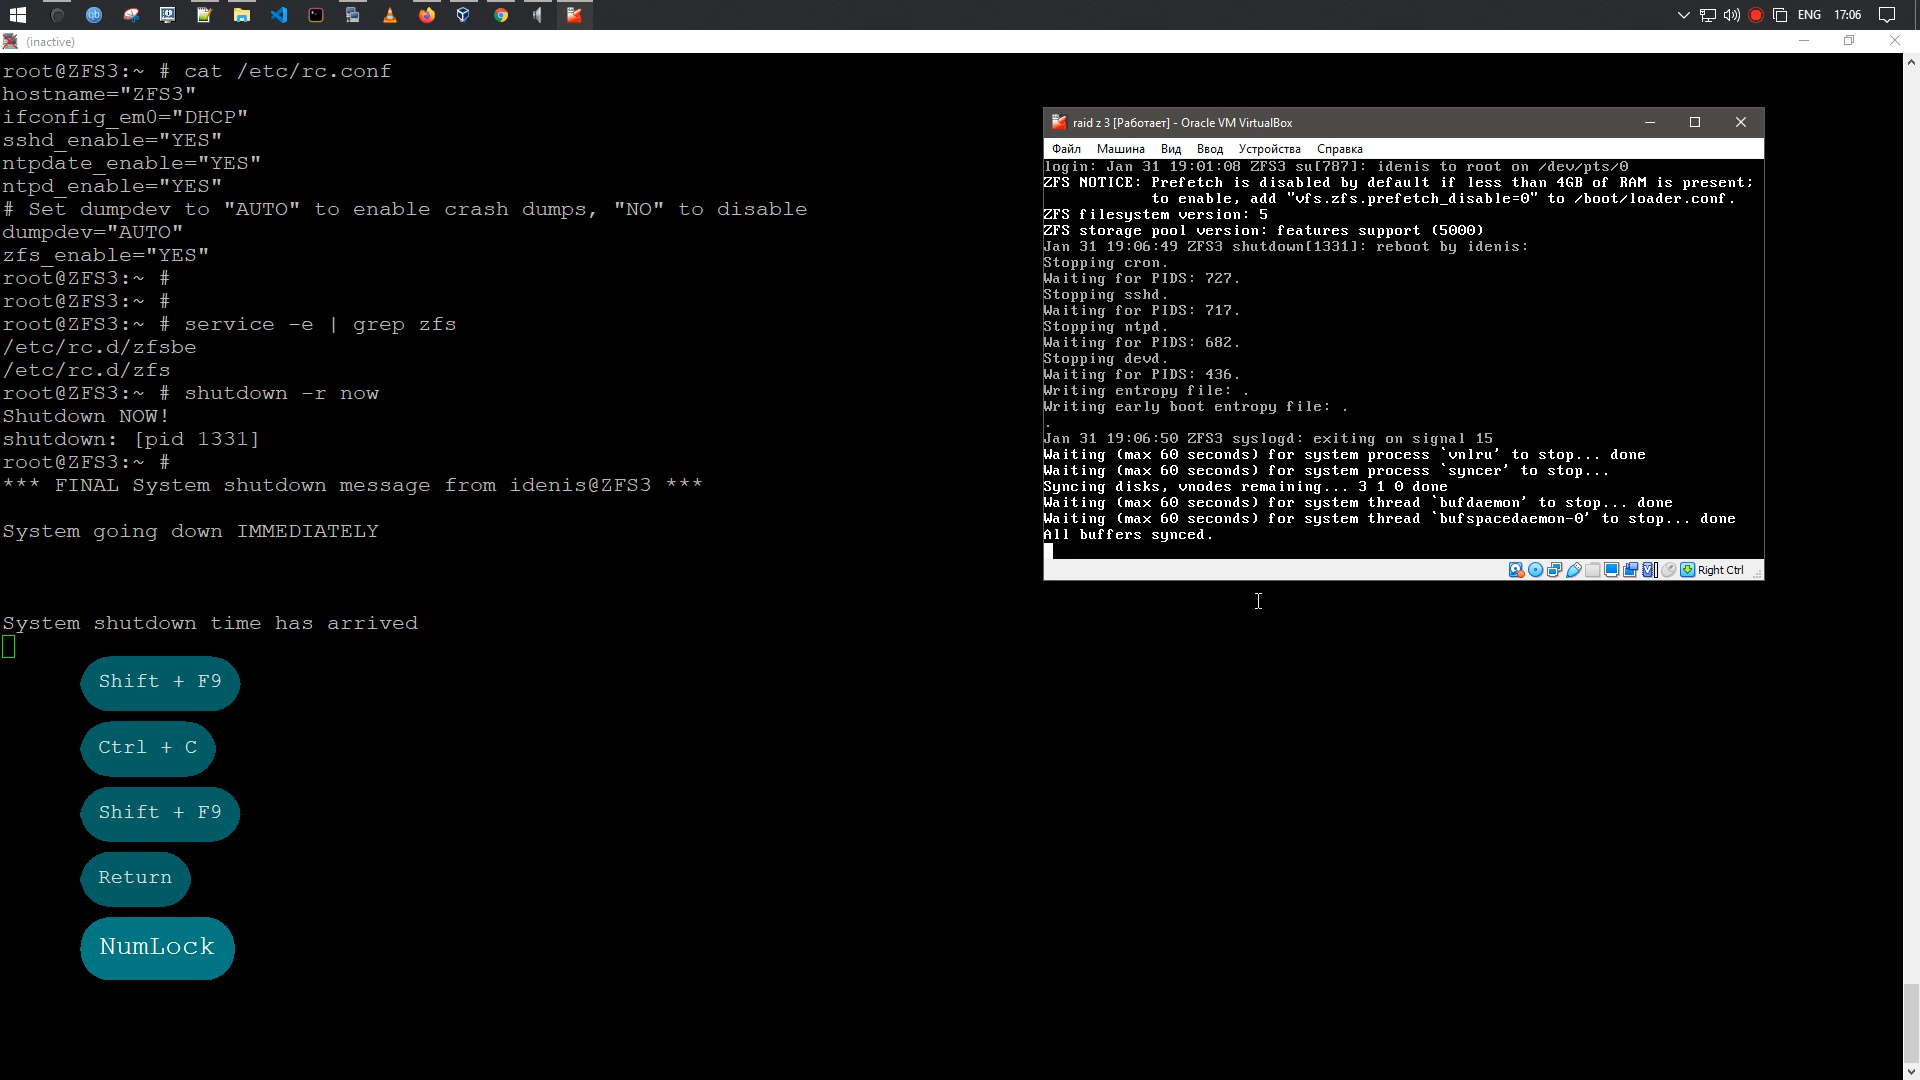 ENG 17:06
(inactive)
root@ZFS3:~ # cat /etc/rc.conf
hostname="ZFS3"
ifconfig_em0="DHCP"
sshd_enable="YES"
ntpdate_enable="YES"
ntpd_enable="YES"
# Set dumpdev to "AUTO" to enable crash dumps, "NO" to disable
dumpdev="AUTO"
zfs_enable="YES"
root@ZFS3:~ #
root@ZFS3:~ #
root@ZFS3:~ # service -e | grep zfs
/etc/rc.d/zfsbe
/etc/rc.d/zfs
root@ZFS3:~ # shutdown -r now
Shutdown NOW!
shutdown: [pid 1331]
root@ZFS3:~ #
*** FINAL System shutdown message from idenis@ZFS3 ***
System going down IMMEDIATELY
System shutdown time has arrived
Shift + F9
Ctrl + C
Shift + F9
Return
NumLock
raid z 3 [Работает] - Oracle VM VirtualBox
Файл Машина Вид Ввод Устройства Справка
login: Jan 31 19:01:08 ZFS3 su[787]: idenis to root on /dev/pts/0
ZFS NOTICE: Prefetch is disabled by default if less than 4GB of RAM is present;
to enable, add "vfs.zfs.prefetch_disable=0" to /boot/loader.conf.
ZFS filesystem version: 5
ZFS storage pool version: features support (5000)
Jan 31 19:06:49 ZFS3 shutdown[1331]: reboot by idenis:
Stopping cron.
Waiting for PIDS: 727.
Stopping sshd.
Waiting for PIDS: 717.
Stopping ntpd.
Waiting for PIDS: 682.
Stopping devd.
Waiting for PIDS: 436.
Writing entropy file: .
Writing early boot entropy file: .
.
Jan 31 19:06:50 ZFS3 syslogd: exiting on signal 15
Waiting (max 60 seconds) for system process `vnlru' to stop... done
Waiting (max 60 seconds) for system process `syncer' to stop...
Syncing disks, vnodes remaining... 3 1 0 done
Waiting (max 60 seconds) for system thread `bufdaemon' to stop... done
Waiting (max 60 seconds) for system thread `bufspacedaemon-0' to stop... done
All buffers synced.
Right Ctrl